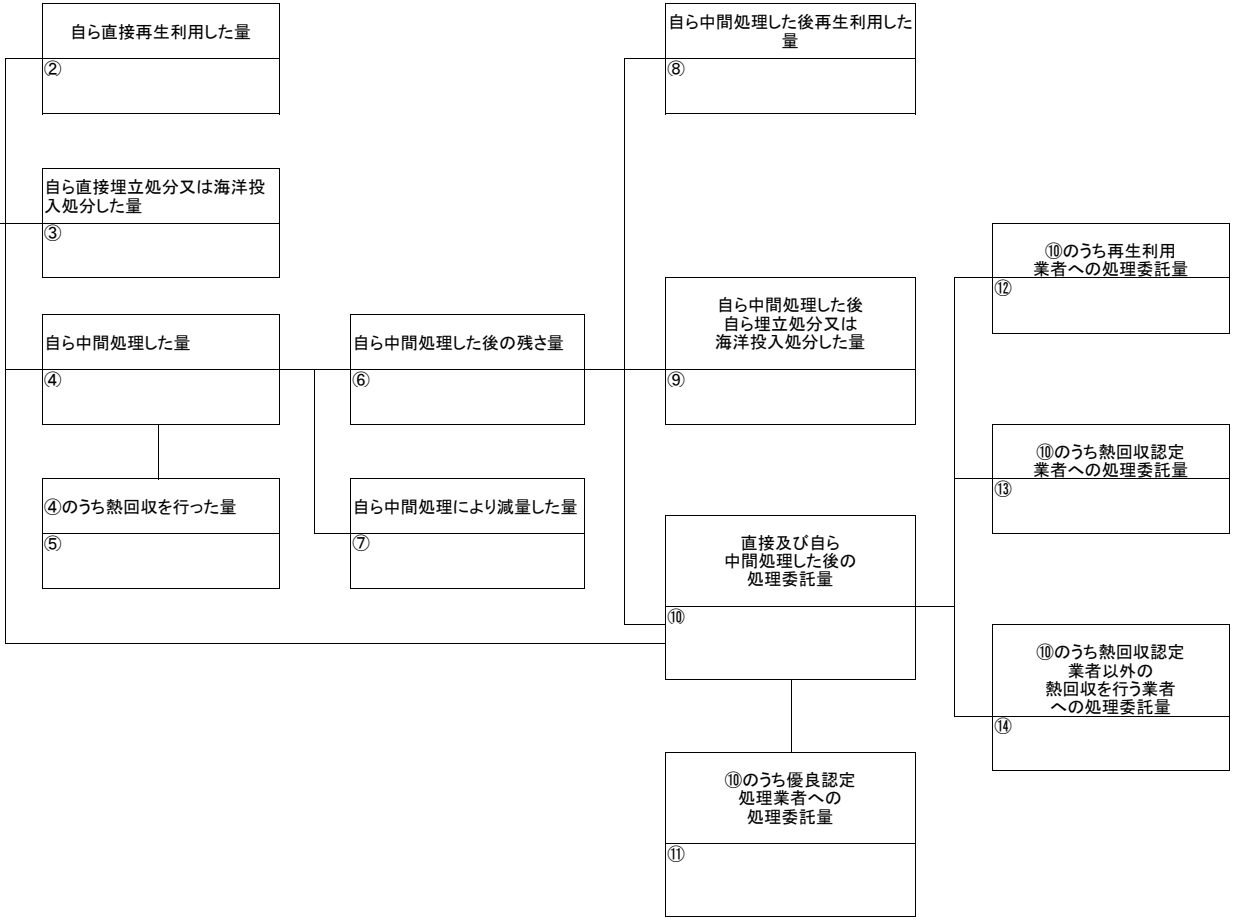 自ら直接再生利用した量
②
自ら中間処理した後再生利用した
量
⑧
自ら直接埋立処分又は海洋投
入処分した量
③
⑩のうち再生利用
業者への処理委託量
⑫
自ら中間処理した量
④
自ら中間処理した後の残さ量
⑥
自ら中間処理した後
自ら埋立処分又は
海洋投入処分した量
⑨
⑩のうち熱回収認定
業者への処理委託量
⑬
④のうち熱回収を行った量
⑤
自ら中間処理により減量した量
⑦
直接及び自ら
中間処理した後の
処理委託量
⑩
⑩のうち熱回収認定
業者以外の
熱回収を行う業者
への処理委託量
⑭
⑩のうち優良認定
処理業者への
処理委託量
⑪